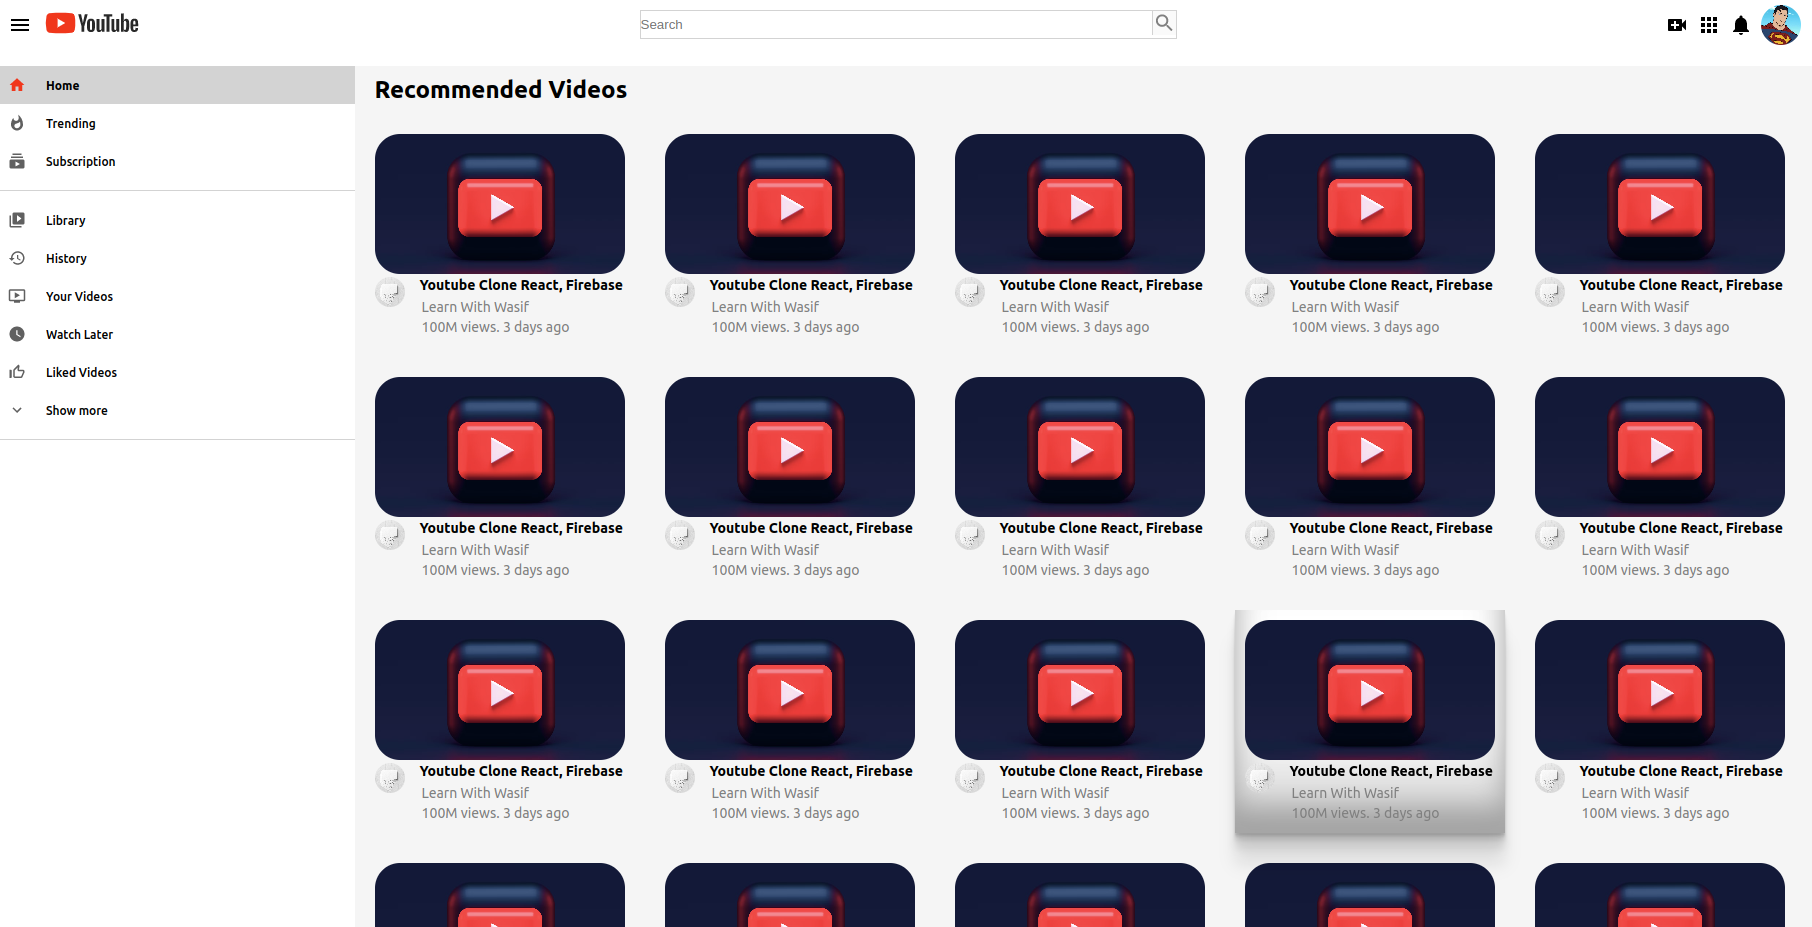 YouTube
Search
Home
Trending
Subscription
Library
History
Your Videos
Watch Later
Liked Videos
Show more
Recommended Videos
Youtube Clone React, Firebase
Learn With Wasif
100M views. 3 days ago
Youtube Clone React, Firebase
Learn With Wasif
100M views. 3 days ago
Youtube Clone React, Firebase
Learn With Wasif
100M views. 3 days ago
Youtube Clone React, Firebase
Learn With Wasif
100M views. 3 days ago
Youtube Clone React, Firebase
Learn With Wasif
100M views. 3 days ago
Youtube Clone React, Firebase
Learn With Wasif
100M views. 3 days ago
Youtube Clone React, Firebase
Learn With Wasif
100M views. 3 days ago
Youtube Clone React, Firebase
Learn With Wasif
100M views. 3 days ago
Youtube Clone React, Firebase
Learn With Wasif
100M views. 3 days ago
Youtube Clone React, Firebase
Learn With Wasif
100M views. 3 days ago
Youtube Clone React, Firebase
Learn With Wasif
100M views. 3 days ago
Youtube Clone React, Firebase
Learn With Wasif
100M views. 3 days ago
Youtube Clone React, Firebase
Learn With Wasif
100M views. 3 days ago
Youtube Clone React, Firebase
Learn With Wasif
100M views. 3 days ago
Youtube Clone React, Firebase
Learn With Wasif
100M views. 3 days ago